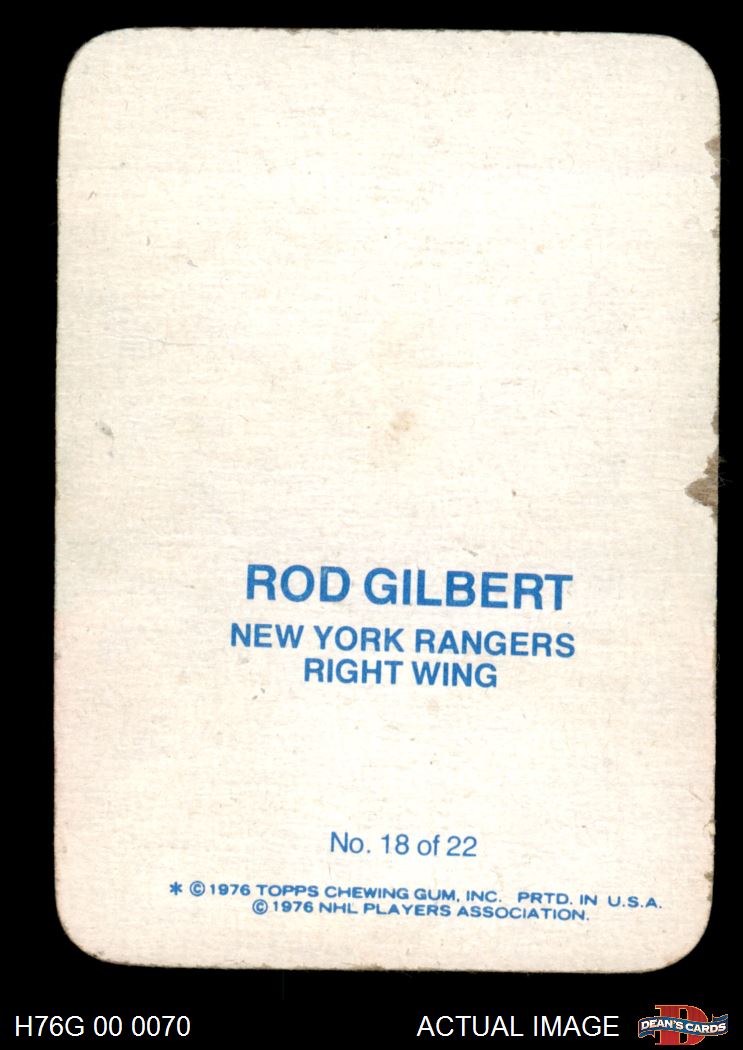 ROD GILBERT
NEW YORK RANGERS
RIGHT WING
No. 18 of 22
* © 1976 TOPPS CHEWING GUM, INC. PRTD. IN U.S.A.
© 1976 NHL PLAYERS ASSOCIATION.
H76G 00 0070
ACTUAL IMAGE
D
DEAN'S CARDS